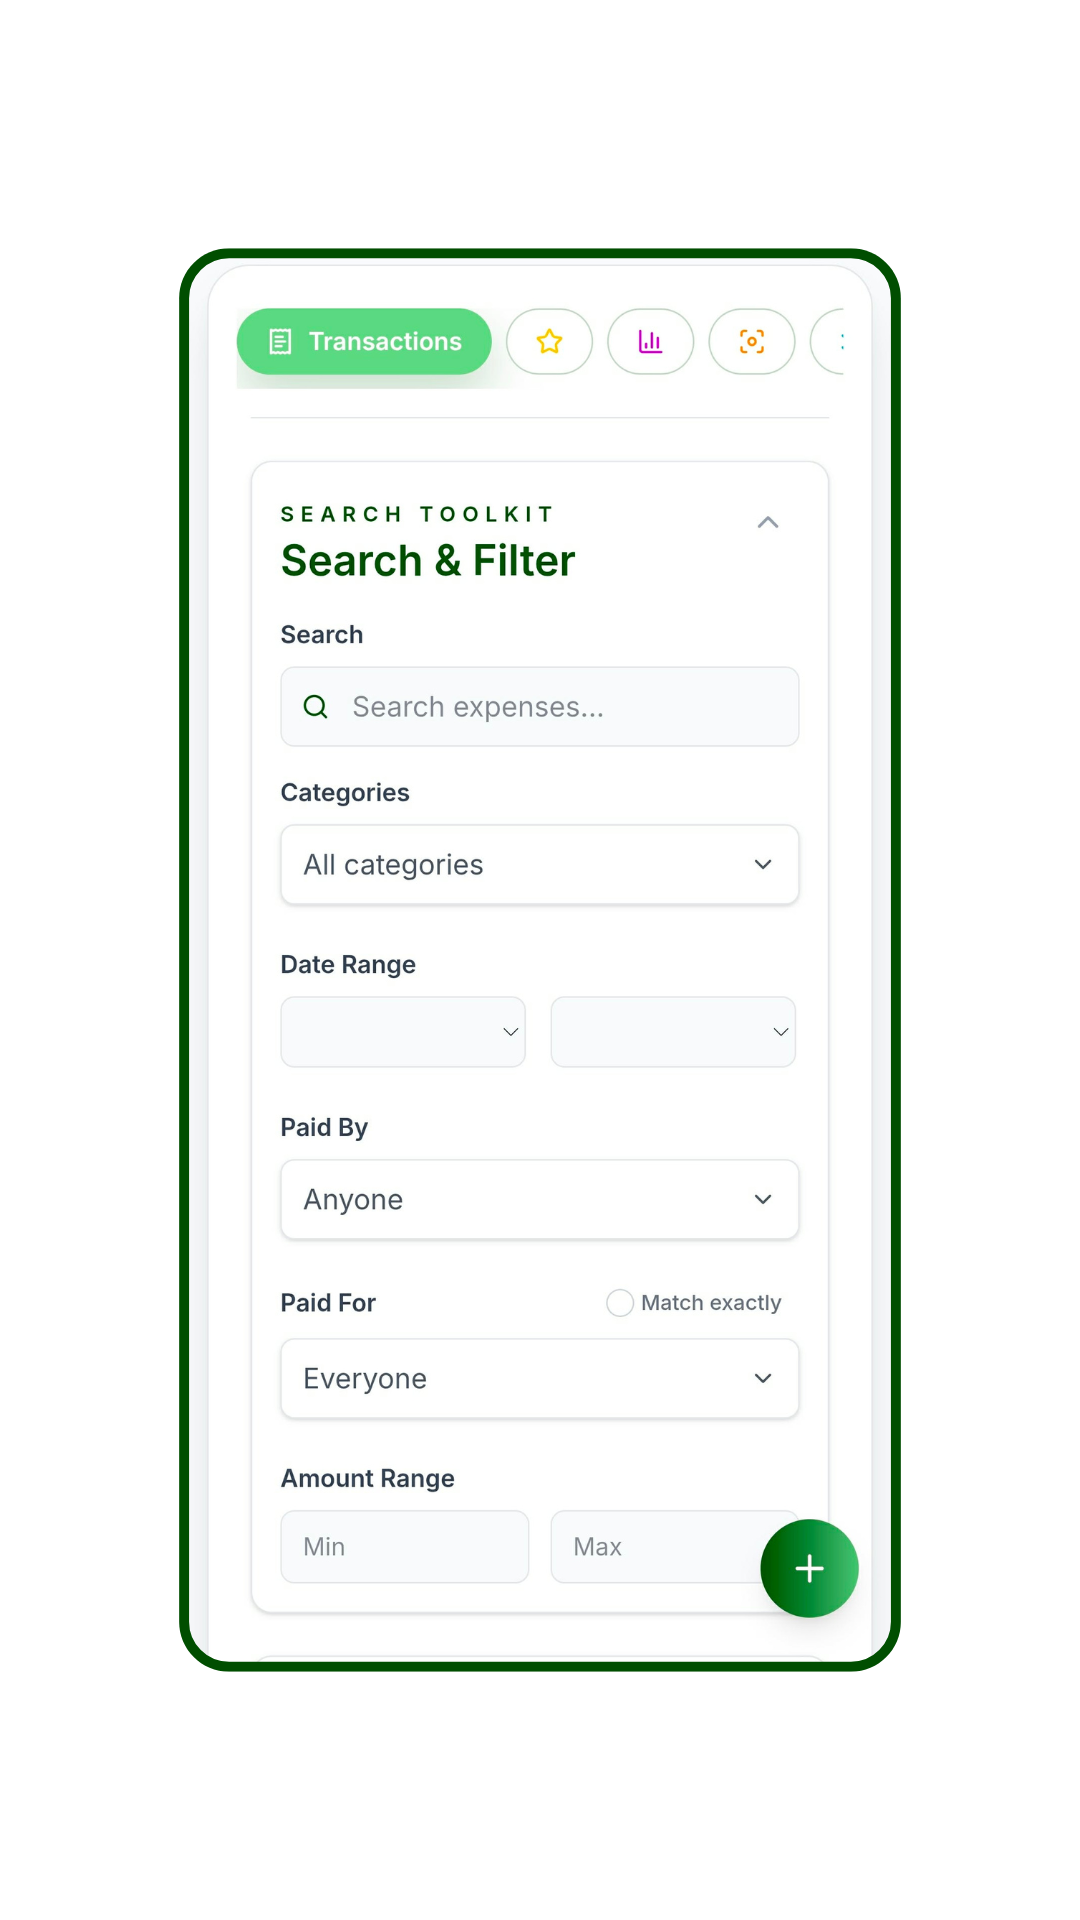 Transactions
SEARCH TOOLKIT
Search & Filter
Search
Search expenses...
Categories
All categories
Date Range
Paid By
Anyone
Paid For
Match exactly
Everyone
Amount Range
Min
Max